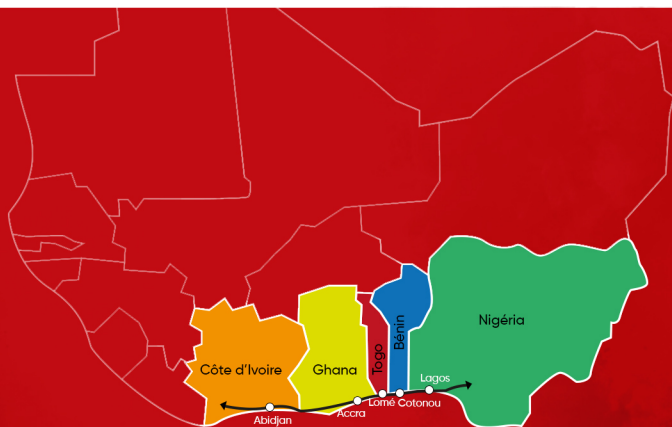 Côte d'Ivoire
Ghana
Togo
Bénin
Nigéria
Abidjan
Accra
Lomé
Cotonou
Lagos